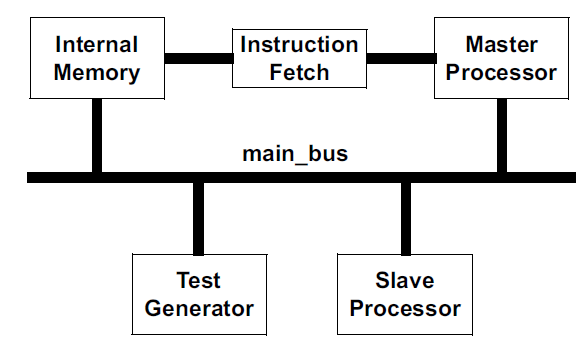 Internal
Memory
Instruction
Fetch
Master
Processor
main_bus
Test
Generator
Slave
Processor